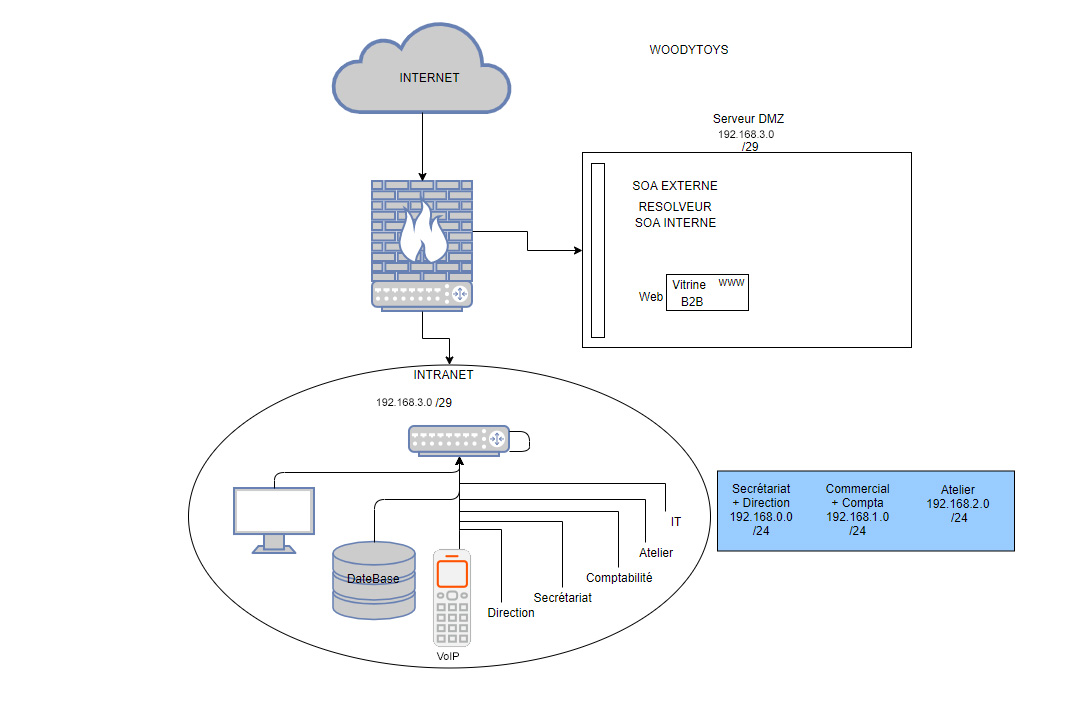 INTERNET
WOODYTOYS
Serveur DMZ
192.168.3.0
/29
SOA EXTERNE
RESOLVEUR
SOA INTERNE
Web
Vitrine WWW
B2B
INTRANET
192.168.3.0 /29
IT
Atelier
Comptabilité
Secrétariat
Direction
DateBase
VoIP
Secrétariat
+ Direction
192.168.0.0
/24
Commercial
+ Compta
192.168.1.0
/24
Atelier
192.168.2.0
/24